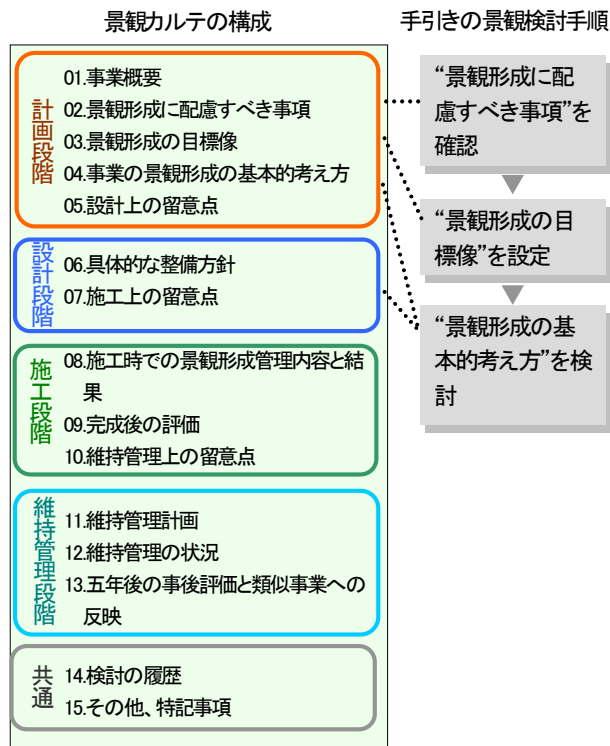 景観カルテの構成
計画段階
01.事業概要
02.景観形成に配慮すべき事項
03.景観形成の目標像
04.事業の景観形成の基本的考え方
05.設計上の留意点
設計段階
06.具体的な整備方針
07.施工上の留意点
施工段階
08.施工時での景観形成管理内容と結
果
09.完成後の評価
10.維持管理上の留意点
維持管理段階
11.維持管理計画
12.維持管理の状況
13.五年後の事後評価と類似事業への
反映
共通
14.検討の履歴
15.その他、特記事項
手引きの景観検討手順
“景観形成に配
慮すべき事項”を
確認
“景観形成の目
標像”を設定
“景観形成の基
本的考え方”を検
討